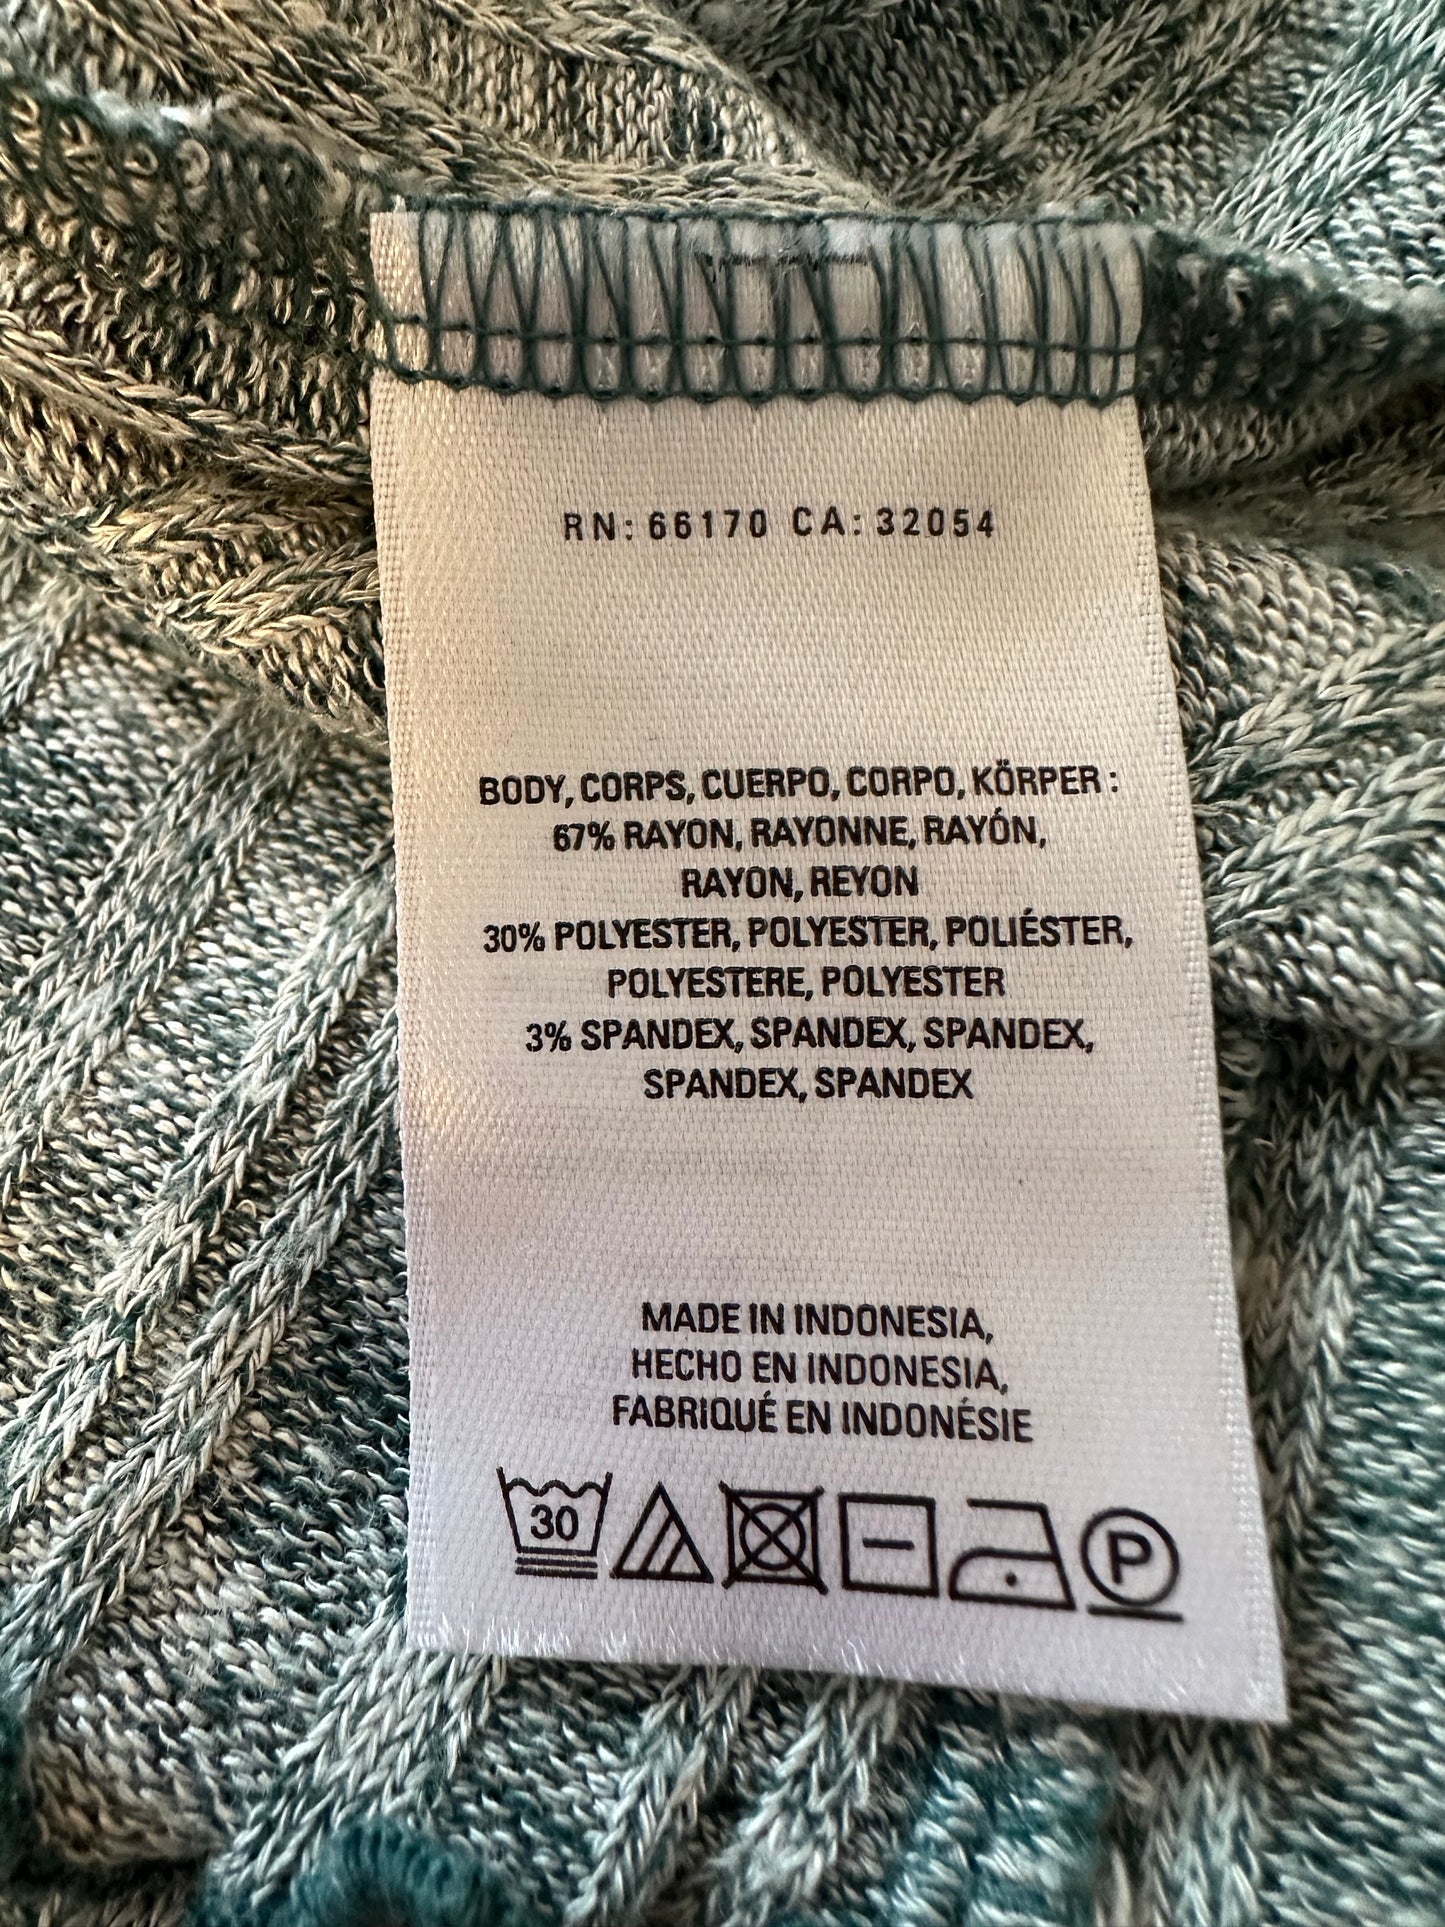 RN: 66170 CA: 32054
BODY, CORPS, CUERPO, CORPO, KÖRPER :
67% RAYON, RAYONNE, RAYÓN,
RAYON, REYON
30% POLYESTER, POLYESTER, POLIÉSTER,
POLYESTERE, POLYESTER
3% SPANDEX, SPANDEX, SPANDEX,
SPANDEX, SPANDEX
MADE IN INDONESIA,
HECHO EN INDONESIA,
FABRIQUÉ EN INDONÉSIE
30 P